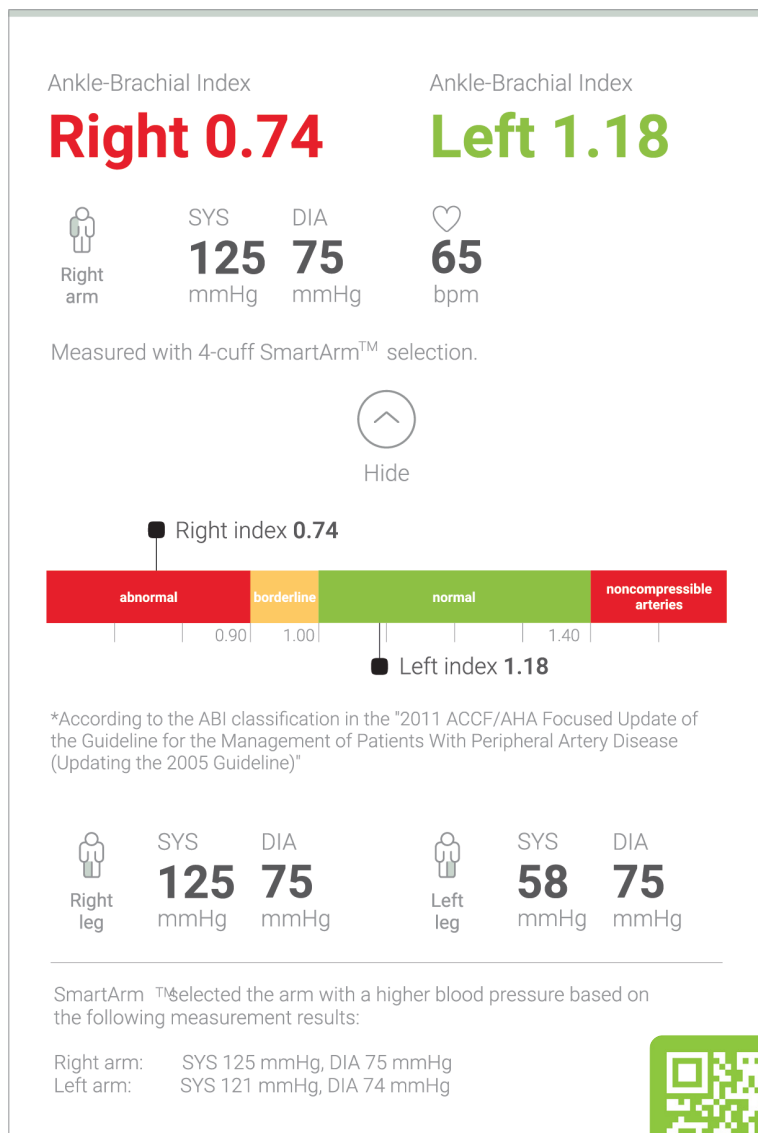 Ankle-Brachial Index
Right 0.74
Ankle-Brachial Index
Left 1.18
Right
arm
SYS
125
mmHg
DIA
75
mmHg
65
bpm
Measured with 4-cuff SmartArm™ selection.
Hide
Right index 0.74
abnormal
borderline
normal
noncompressible
arteries
0.90
1.00
1.40
Left index 1.18
*According to the ABI classification in the "2011 ACCF/AHA Focused Update of
the Guideline for the Management of Patients With Peripheral Artery Disease
(Updating the 2005 Guideline)"
Right
leg
SYS
125
mmHg
DIA
75
mmHg
Left
leg
SYS
58
mmHg
DIA
75
mmHg
SmartArm ™selected the arm with a higher blood pressure based on
the following measurement results:
Right arm: SYS 125 mmHg, DIA 75 mmHg
Left arm: SYS 121 mmHg, DIA 74 mmHg